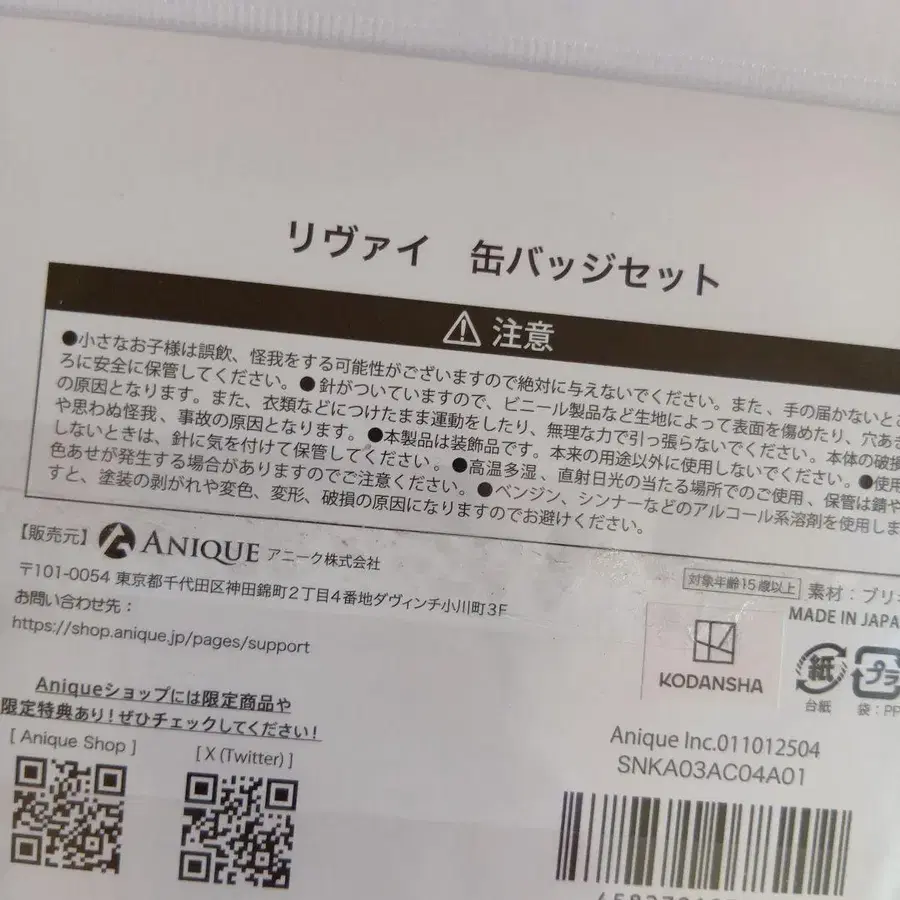 リヴァイ 缶バッジセット
注意
●小さなお子様は誤飲、怪我をする可能性がございますので絶対に与えないでください。また、手の届かないとこ
ろに安全に保管してください。●針がついていますので、ビニール製品など生地によって表面を傷めたり、穴あき
の原因となります。また、衣類などにつけたまま運動をしたり、無理な力で引っ張らないでください。本体の破損
や思わぬ怪我、事故の原因となります。●本製品は装飾品です。本来の用途以外に使用しないでください。●使用
しないときは、針に気を付けて保管してください。●高温多湿、直射日光の当たる場所でのご使用、保管は錆や
色あせが発生する場合がありますのでご注意ください。●ベンジン、シンナーなどのアルコール系溶剤を使用しま
すと、塗装の剥がれや変色、変形、破損の原因になりますのでお避けください。
【販売元】 ANIQUE アニーク株式会社
〒101-0054 東京都千代田区神田錦町2丁目4番地ダヴィンチ小川町3F
お問い合わせ先：
https://shop.anique.jp/pages/support
対象年齢15歳以上 素材：ブリキ
MADE IN JAPA
KODANSHA
紙 プラ
台紙 袋：PP
Aniqueショップには限定商品や
限定特典あり！ぜひチェックしてください！
[ Anique Shop ] [ X (Twitter) ]
Anique Inc.011012504
SNKA03AC04A01